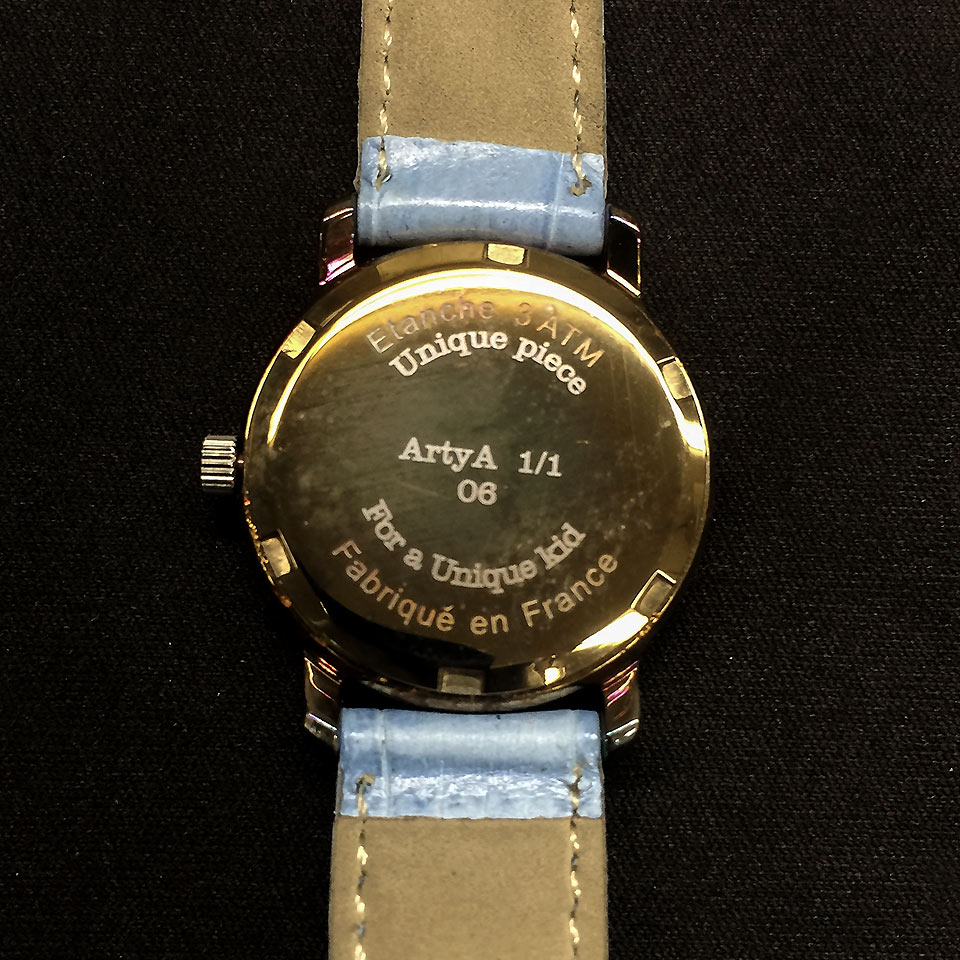 Etanche 3 ATM
Unique piece
ArtyA 1/1
06
For a Unique kid
Fabriqué en France